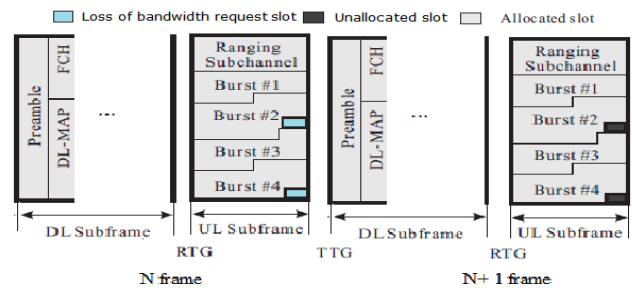 Loss of bandwidth request slot
Unallocated slot
Allocated slot
Preamble
FCH
DL-MAP
...
Ranging
Subchannel
Burst #1
Burst #2
Burst #3
Burst #4
Preamble
FCH
DL-MAP
...
Ranging
Subchannel
Burst #1
Burst #2
Burst #3
Burst #4
DL Subframe
UL Subframe
DL Subframe
UL Subframe
RTG
TTG
RTG
N frame
N+ 1 frame